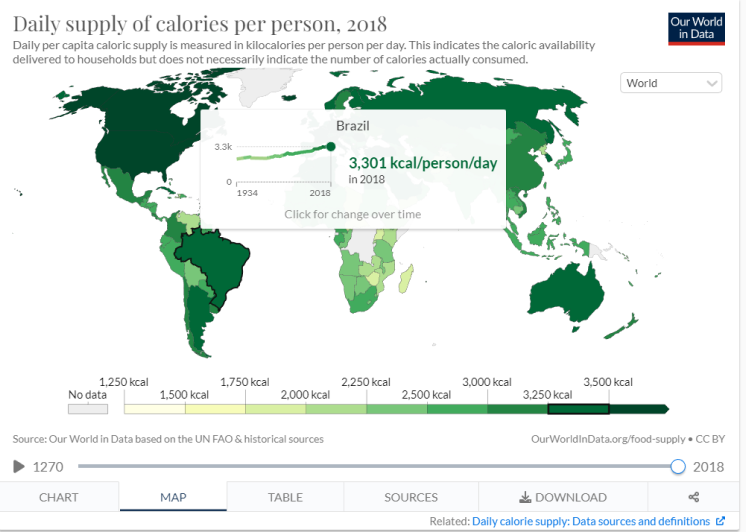 Daily supply of calories per person, 2018
Our World
in Data
Daily per capita caloric supply is measured in kilocalories per person per day. This indicates the caloric availability
delivered to households but does not necessarily indicate the number of calories actually consumed.
World
Brazil
3.3k
3,301 kcal/person/day
in 2018
0
1934
2018
Click for change over time
1,250 kcal
1,750 kcal
2,250 kcal
3,000 kcal
3,500 kcal
No data
1,500 kcal
2,000 kcal
2,500 kcal
3,250 kcal
Source: Our World in Data based on the UN FAO & historical sources
OurWorldInData.org/food-supply • CC BY
1270
2018
CHART
MAP
TABLE
SOURCES
DOWNLOAD
Related: Daily calorie supply: Data sources and definitions